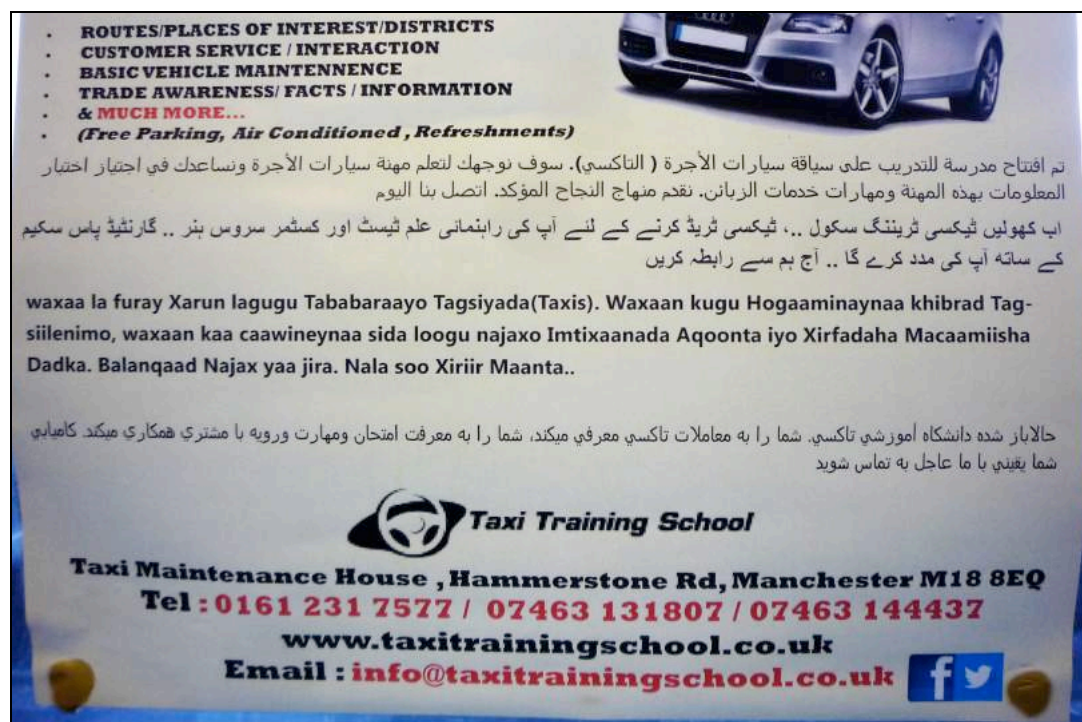 . ROUTES/PLACES OF INTEREST/DISTRICTS
. CUSTOMER SERVICE / INTERACTION
. BASIC VEHICLE MAINTENNENCE
. TRADE AWARENESS/ FACTS / INFORMATION
. & MUCH MORE...
. (Free Parking, Air Conditioned , Refreshments)
تم افتتاح مدرسة للتدريب على سياقة سيارات الأجرة ( التاكسي). سوف نوجهك لتعلم مهنة سيارات الأجرة ونساعدك في اجتياز اختبار
المعلومات بهذه المهنة ومهارات خدمات الزبائن. نقدم منهاج النجاح المؤكد. اتصل بنا اليوم
اب کھولیں ٹیکسی ٹریننگ سکول ..، ٹیکسی ٹریڈ کرنے کے لئے آپ کی راہنمائی علم ٹیسٹ اور کسٹمر سروس ہنر .. گارنٹیڈ پاس سکیم
کے ساتھ آپ کی مدد کرے گا .. آج ہم سے رابطہ کریں
waxaa la furay Xarun lagugu Tababaraayo Tagsiyada(Taxis). Waxaan kugu Hogaaminaynaa khibrad Tag-
siilenimo, waxaan kaa caawineynaa sida loogu najaxo Imtixaanada Aqoonta iyo Xirfadaha Macaamiisha
Dadka. Balanqaad Najax yaa jira. Nala soo Xiriir Maanta..
حالاباز شده دانشگاه آموزشي تاكسي. شما را به معاملات تاكسي معرفي ميكند، شما را به معرفت امتحان ومهارت ورويه با مشتري همكاري ميكند. كاميابي
شما يقيني با ما عاجل به تماس شويد
Taxi Training School
Taxi Maintenance House , Hammerstone Rd, Manchester M18 8EQ
Tel : 0161 231 7577 / 07463 131807 / 07463 144437
www.taxitrainingschool.co.uk
Email : info@taxitrainingschool.co.uk